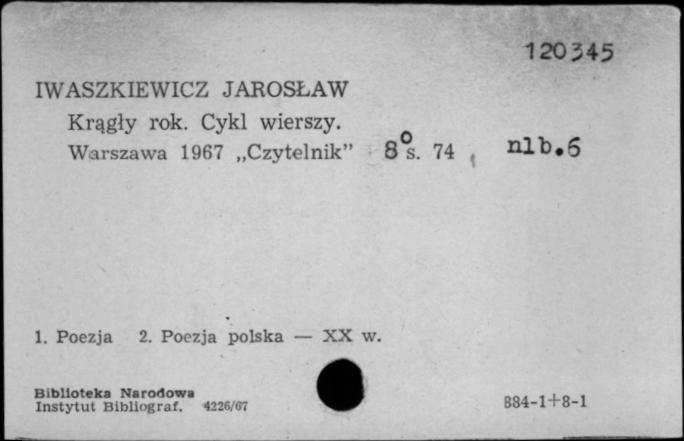 120345
IWASZKIEWICZ JAROSŁAW
Krągły rok. Cykl wierszy.
Warszawa 1967 „Czytelnik” 8° s. 74, nlb.6
1. Poezja 2. Poezja polska — XX w.
Biblioteka Narodowa
Instytut Bibliograf. 4226/67
884-1+8-1